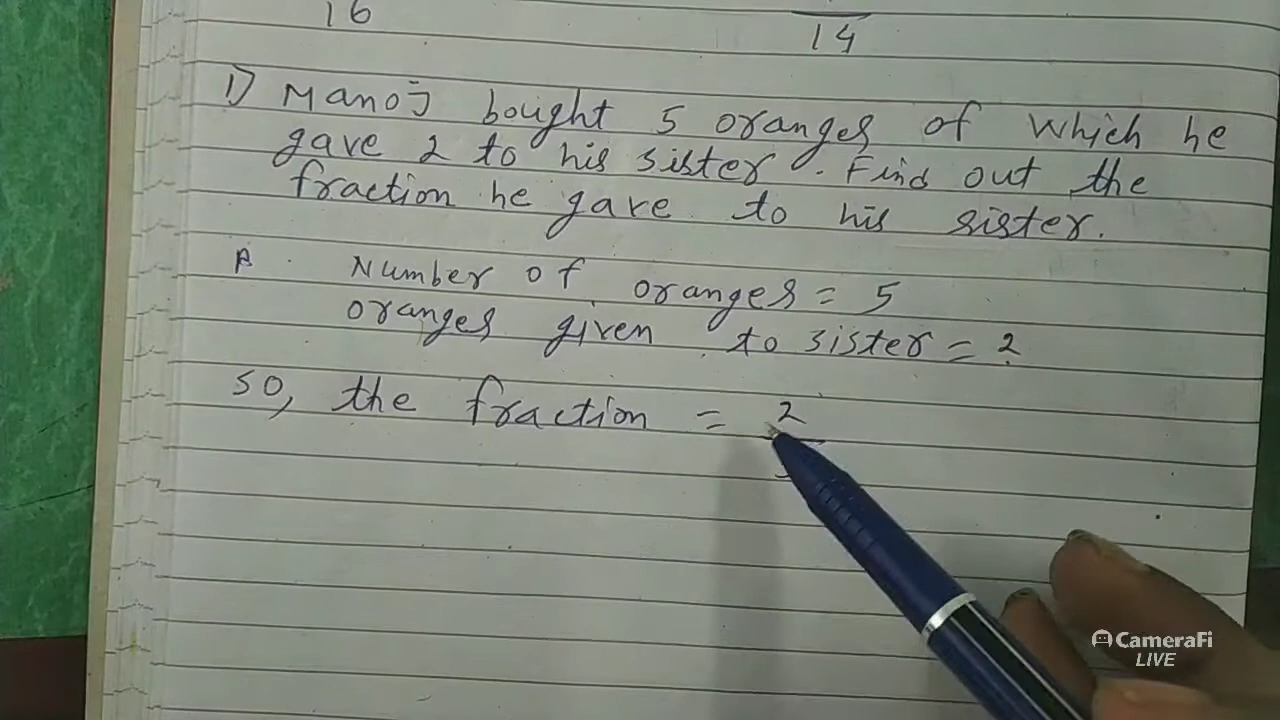 16
14
1) Manoj bought 5 oranges of which he
gave 2 to his sister. Find out the
fraction he gave to his sister.
A. Number of oranges = 5
oranges given to sister = 2
so, the fraction = 2
CameraFi
LIVE